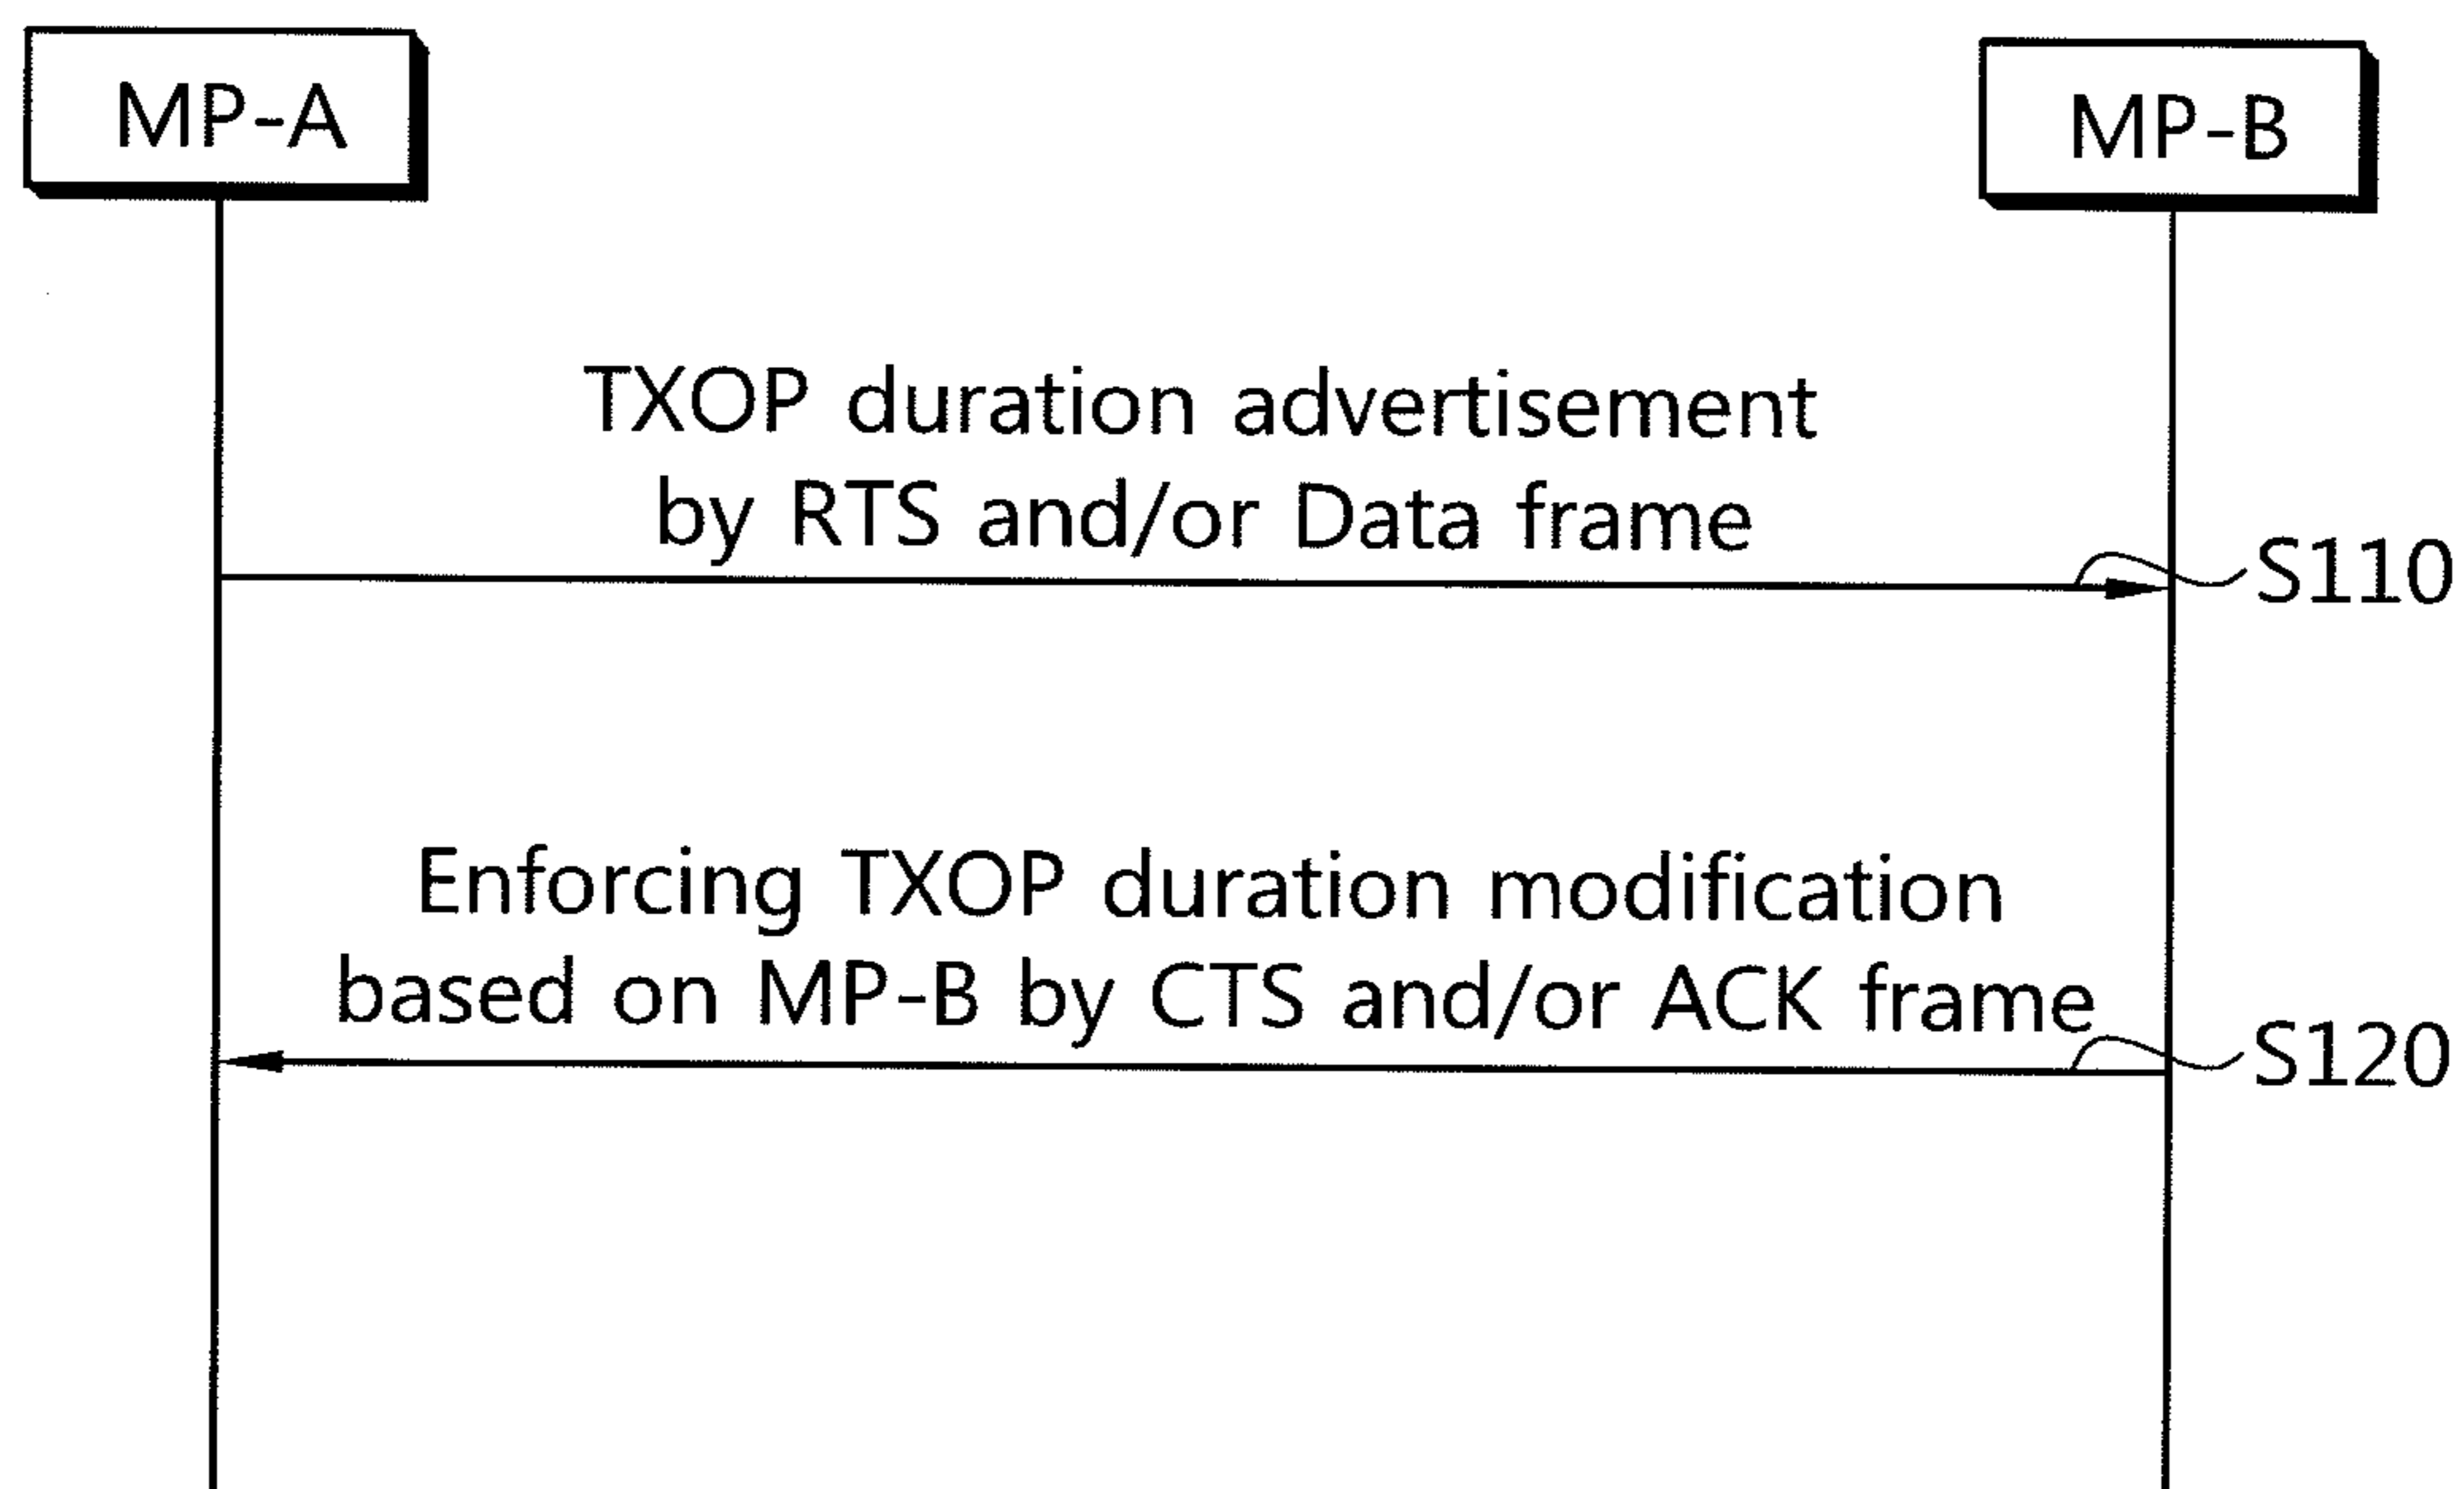 MP-A
MP-B
TXOP duration advertisement
by RTS and/or Data frame
S110
Enforcing TXOP duration modification
based on MP-B by CTS and/or ACK frame
S120